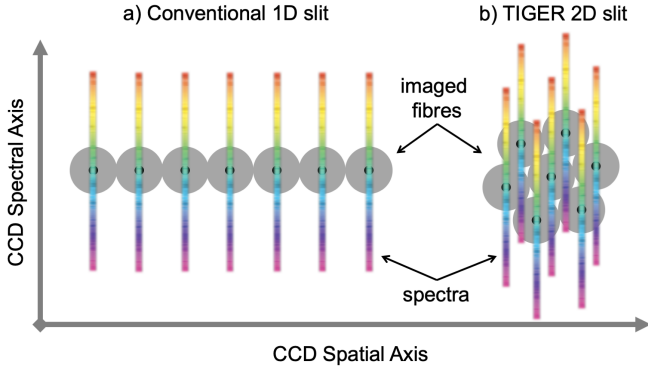 a) Conventional 1D slit
b) TIGER 2D slit
imaged
fibres
spectra
CCD Spectral Axis
CCD Spatial Axis